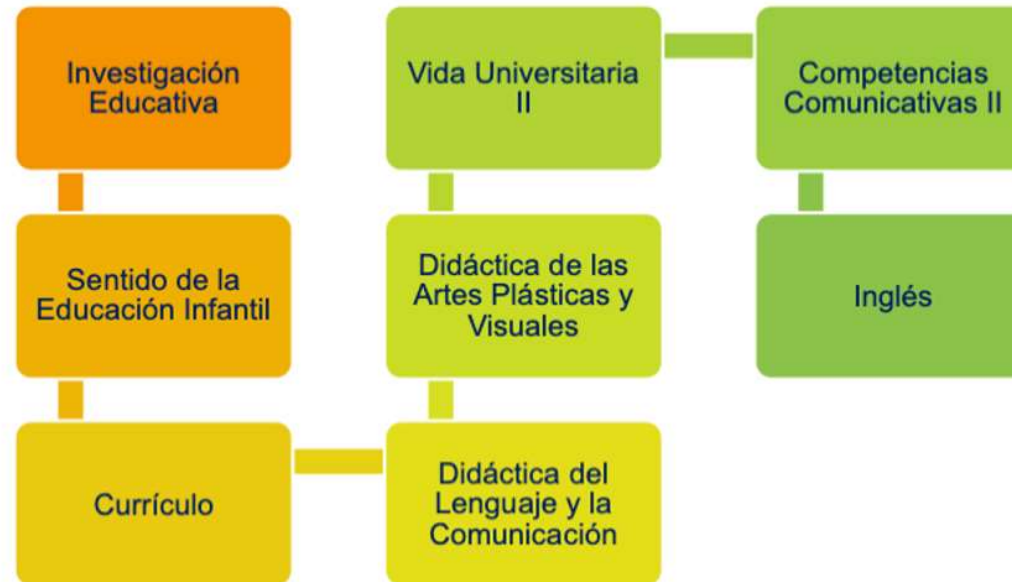 Investigación
Educativa
Sentido de la
Educación Infantil
Currículo
Didáctica del
Lenguaje y la
Comunicación
Didáctica de las
Artes Plásticas y
Visuales
Vida Universitaria
II
Competencias
Comunicativas II
Inglés